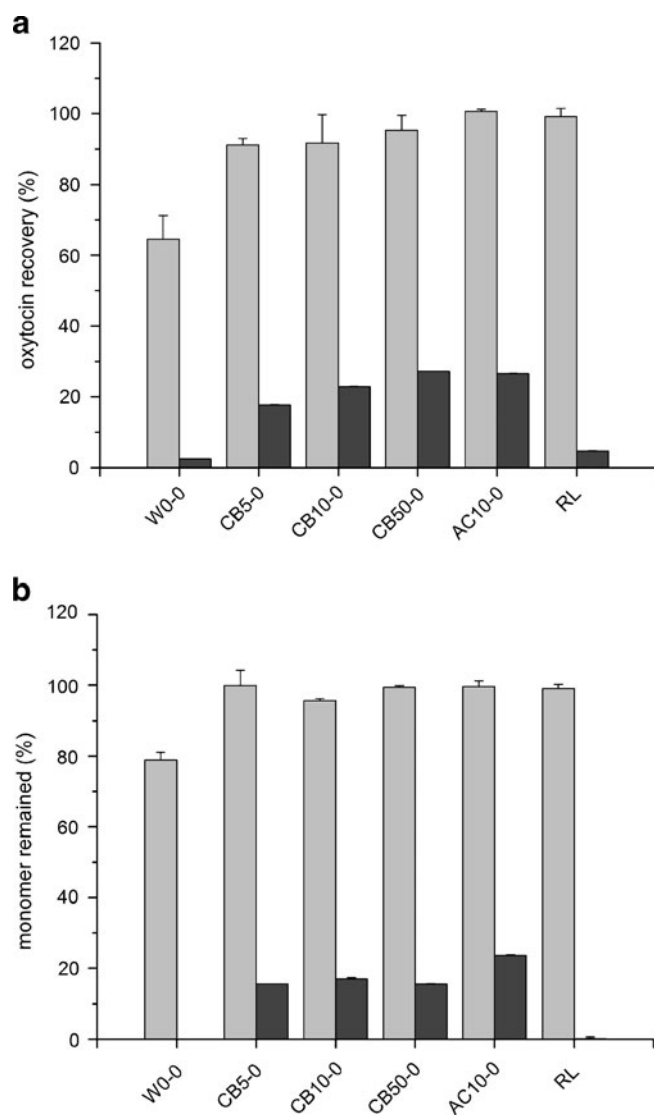 a
120
100
80
60
40
20
0
oxytocin recovery (%)
W0-0
CB5-0
CB10-0
CB50-0
AC10-0
RL
b
120
100
80
60
40
20
0
monomer remained (%)
W0-0
CB5-0
CB10-0
CB50-0
AC10-0
RL